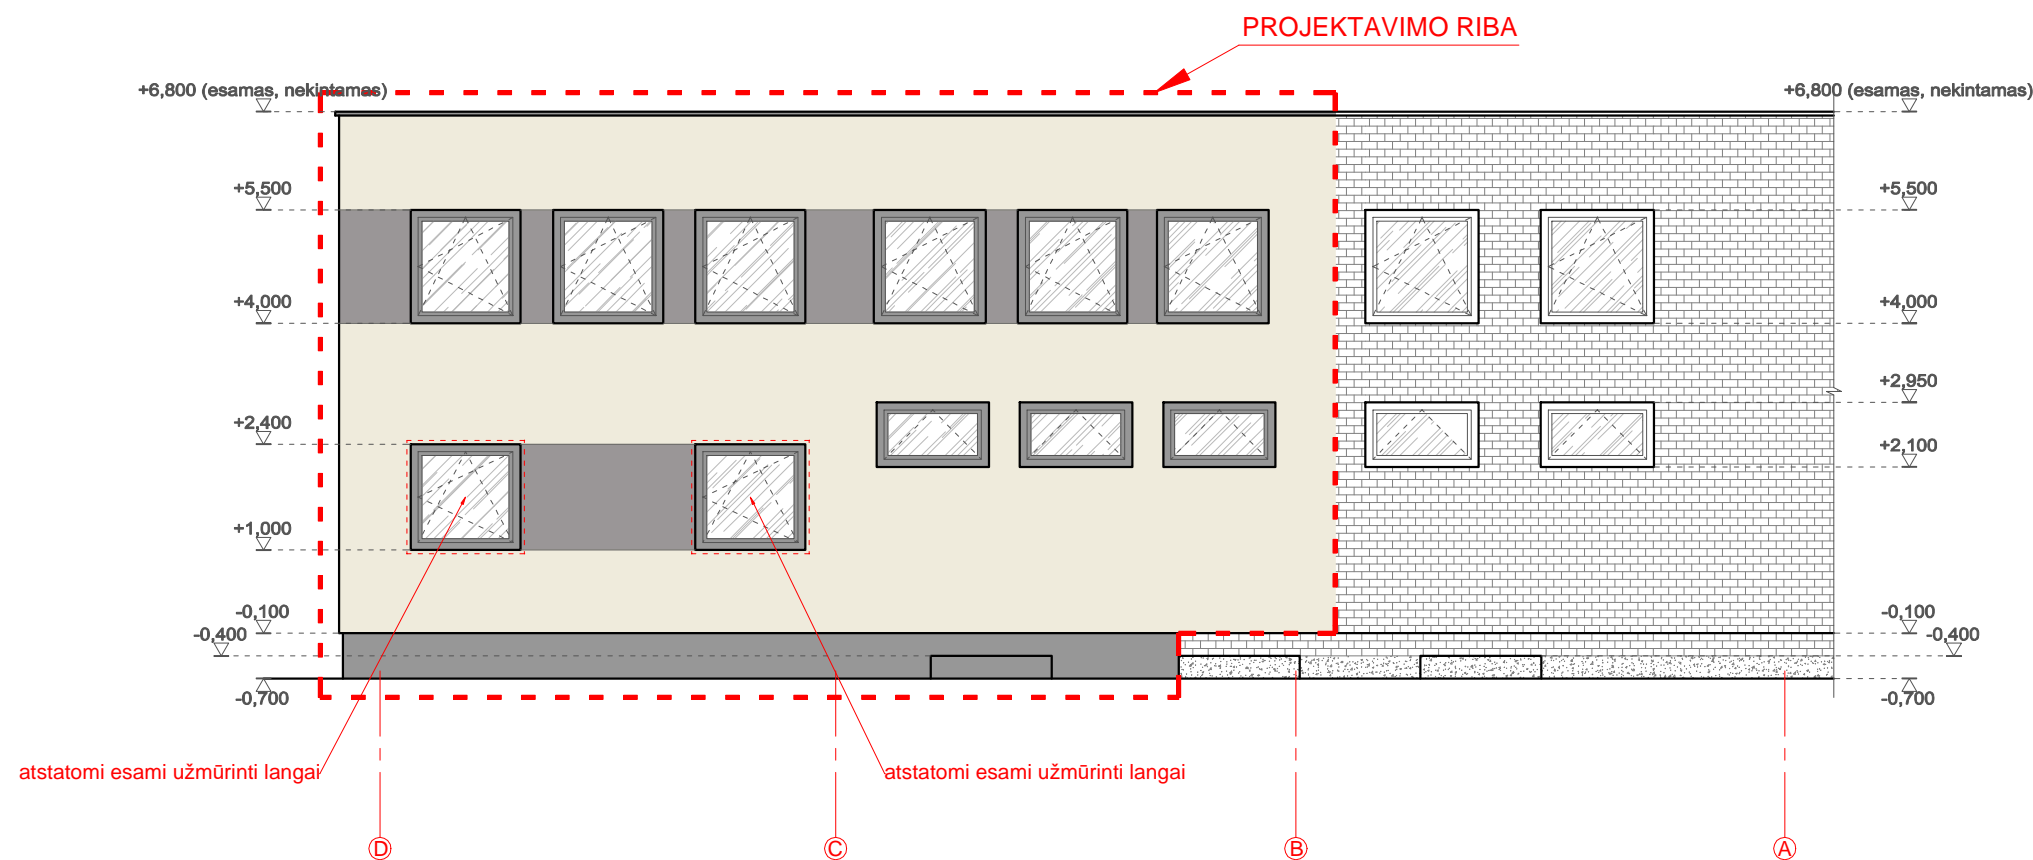 PROJEKTAVIMO RIBA
+6,800 (esamas, nekintamas)
+6,800 (esamas, nekintamas)
+5,500
+5,500
+4,000
+4,000
+2,950
+2,400
+2,100
+1,000
-0,100
-0,100
-0,400
-0,400
-0,700
-0,700
atstatomi esami užmūrinti langai
atstatomi esami užmūrinti langai
D
C
B
A